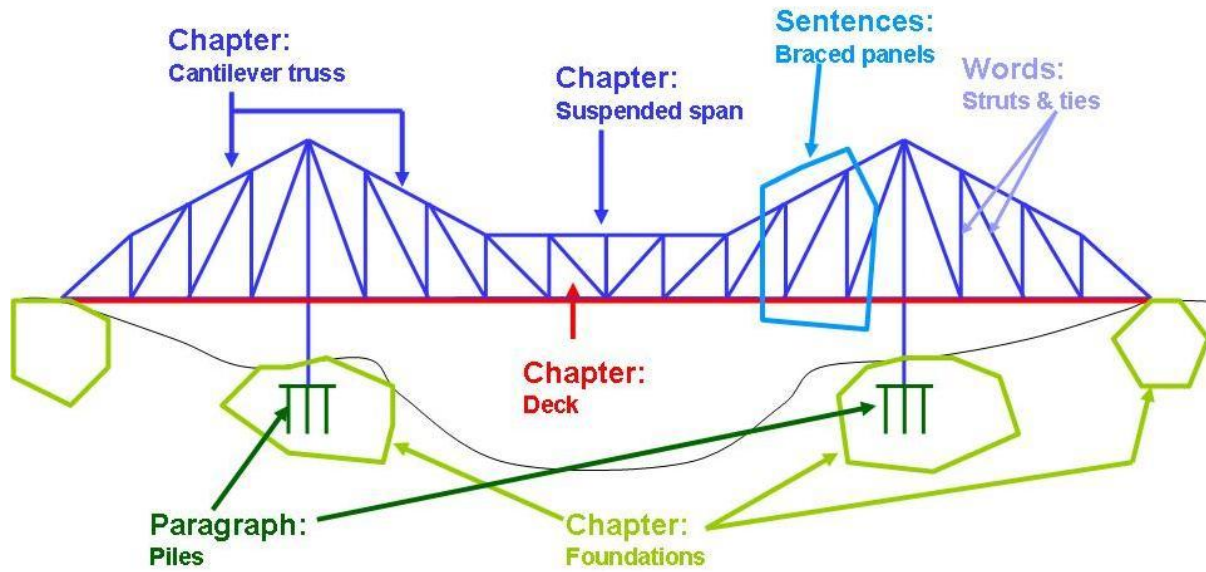 Chapter:
Cantilever truss
Chapter:
Suspended span
Sentences:
Braced panels
Words:
Struts & ties
Chapter:
Deck
Paragraph:
Piles
Chapter:
Foundations